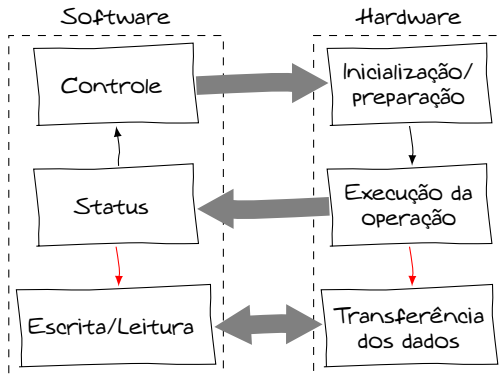 Software
Hardware
Controle
Inicialização/
preparação
Status
Execução da
operação
Escrita/Leitura
Transferência
dos dados